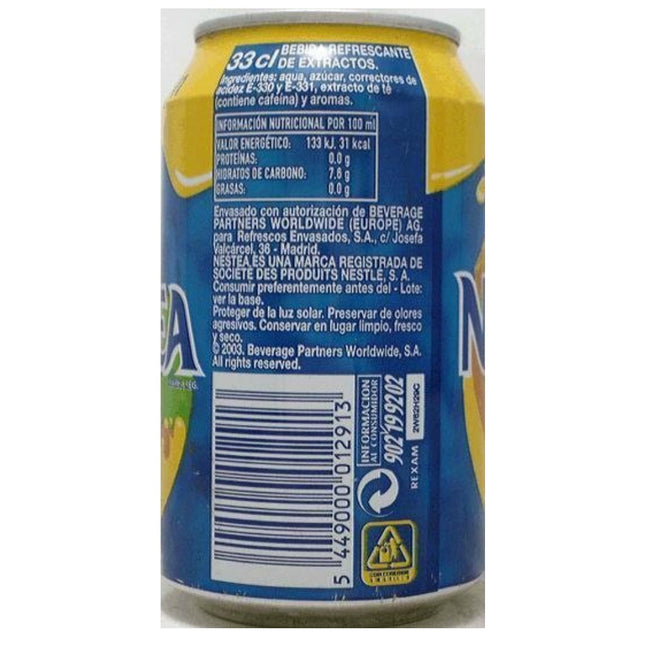 33cl BEBIDA REFRESCANTE
DE EXTRACTOS.
Ingredientes: agua, azúcar, correctores de
acidez E-330 y E-331, extracto de té
(contiene cafeína) y aromas.
INFORMACIÓN NUTRICIONAL POR 100 ml
VALOR ENERGÉTICO: 133 kJ, 31 kcal
PROTEÍNAS: 0.0 g
HIDRATOS DE CARBONO: 7.8 g
GRASAS: 0.0 g
Envasado con autorización de BEVERAGE
PARTNERS WORLDWIDE (EUROPE) AG.
para Refrescos Envasados, S.A., c/ Josefa
Valcárcel, 36 - Madrid.
NESTEA ES UNA MARCA REGISTRADA DE
SOCIÉTÉ DES PRODUITS NESTLÉ, S. A.
Consumir preferentemente antes del - Lote:
ver la base.
Proteger de la luz solar. Preservar de olores
agresivos. Conservar en lugar limpio, fresco
y seco.
© 2003. Beverage Partners Worldwide, S.A.
All rights reserved.
EA
N
5 449000 012913
INFORMACION
AL CONSUMIDOR
902 19 92 02
2W62H29C
REXAM
AMARILLO